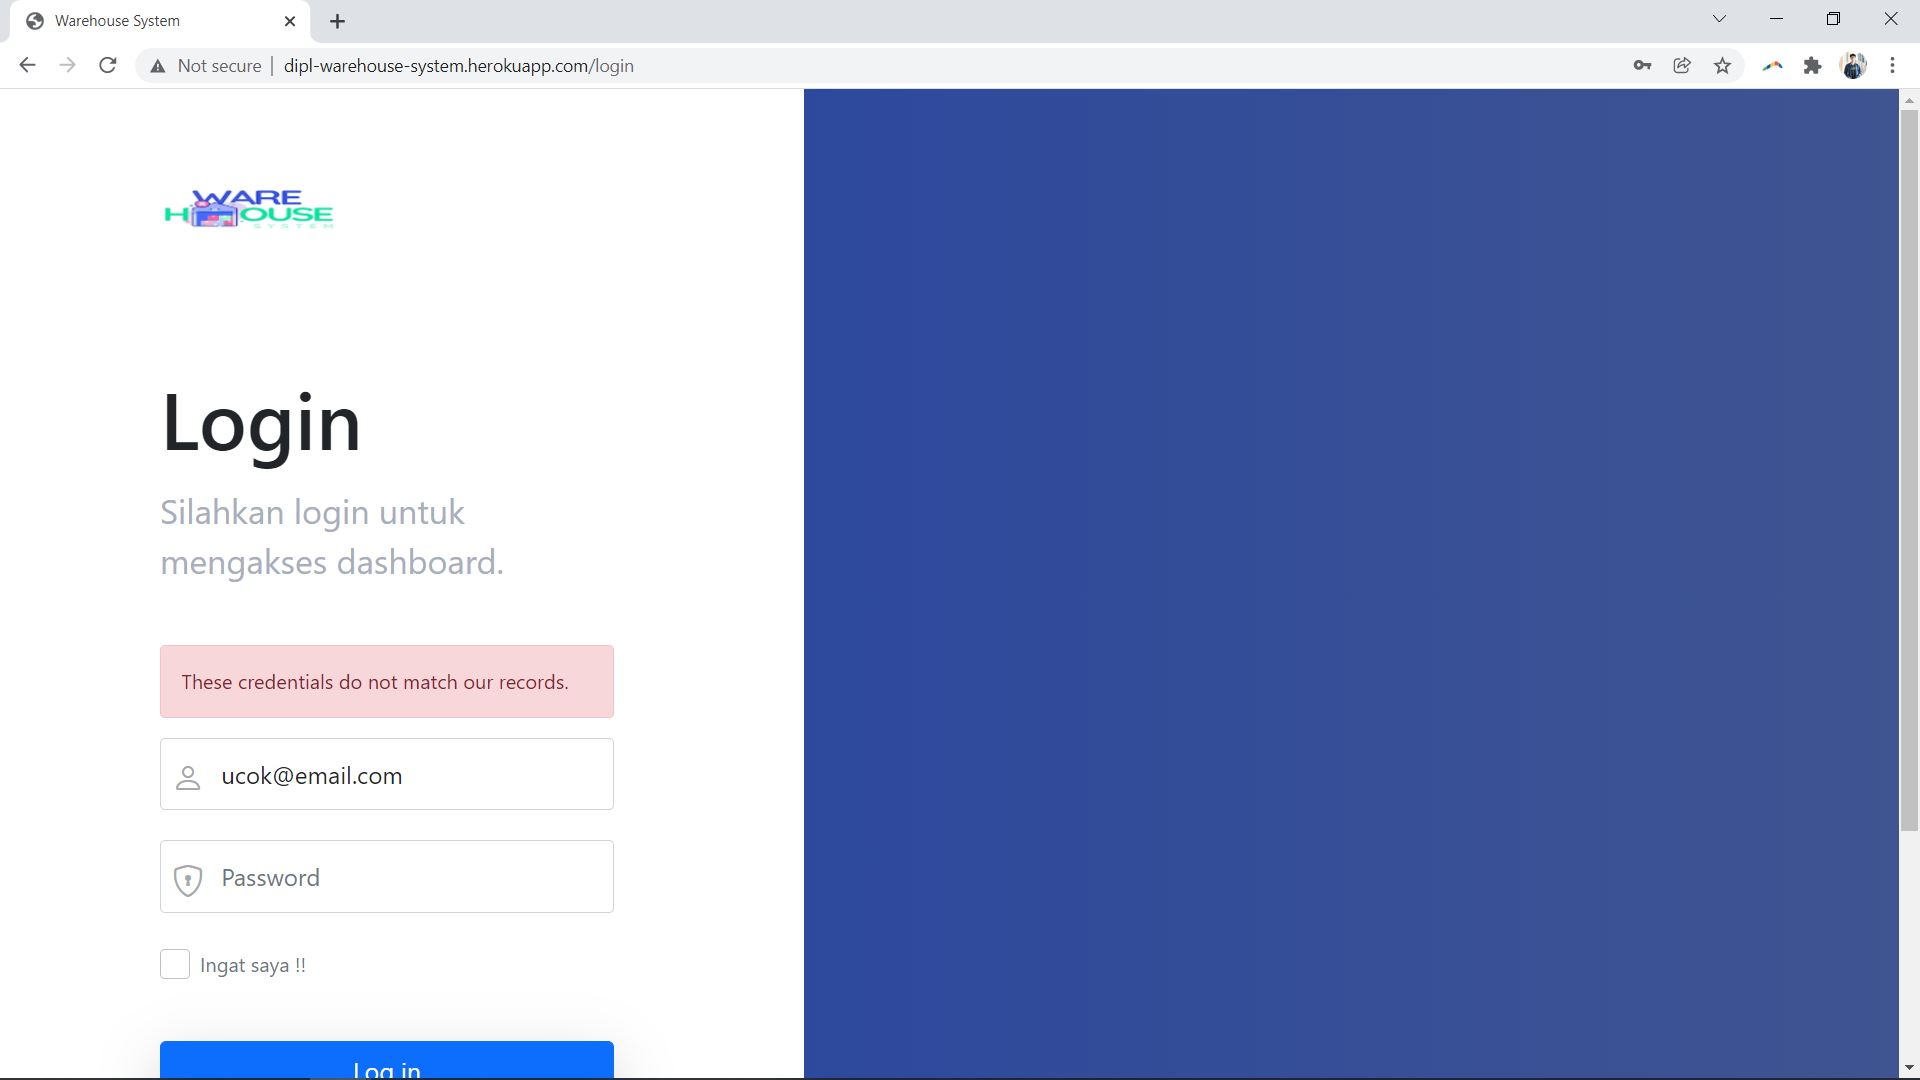 Warehouse System
Not secure
dipl-warehouse-system.herokuapp.com/login
WARE
HOUSE
SYSTEM
Login
Silahkan login untuk
mengakses dashboard.
These credentials do not match our records.
ucok@email.com
Password
Ingat saya !!
Log in